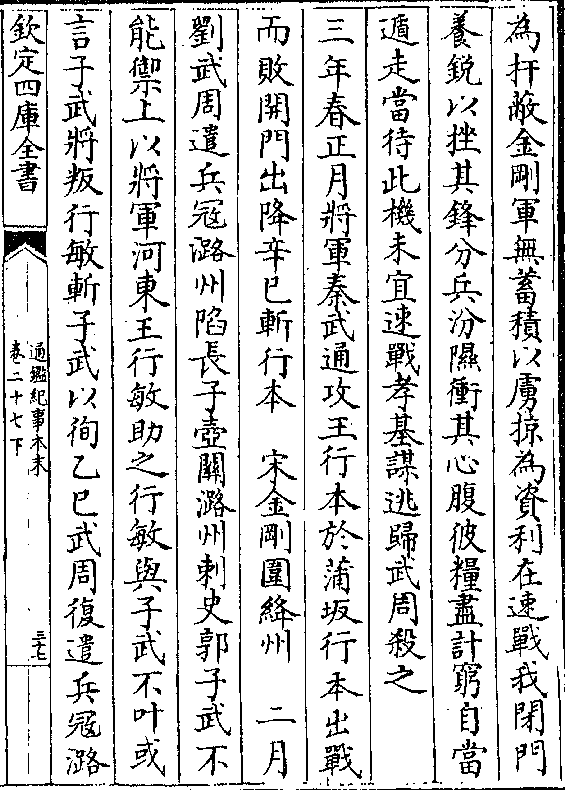 為扞蔽金剛軍無蓄積以虜掠為資利在速戰我閉門
養鋭以挫其鋒分兵汾隰衝其心腹彼糧盡計窮自當
遁走當待此機未宜速戰孝基謀逃歸武周殺之
三年春正月將軍秦武通攻王行本於蒲坂行本出戰
而敗開門出降辛巳斬行本　宋金剛圍絳州　二月
劉武周遣兵冦潞州陷長子壺關潞州刺史郭子武不
能禦上以將軍河東王行敏助之行敏與子武不叶或
言子武將叛行敏斬子武以徇乙巳武周復遣兵冦潞
欽定四庫全書
通鑑紀事本末
卷二十七下
三七